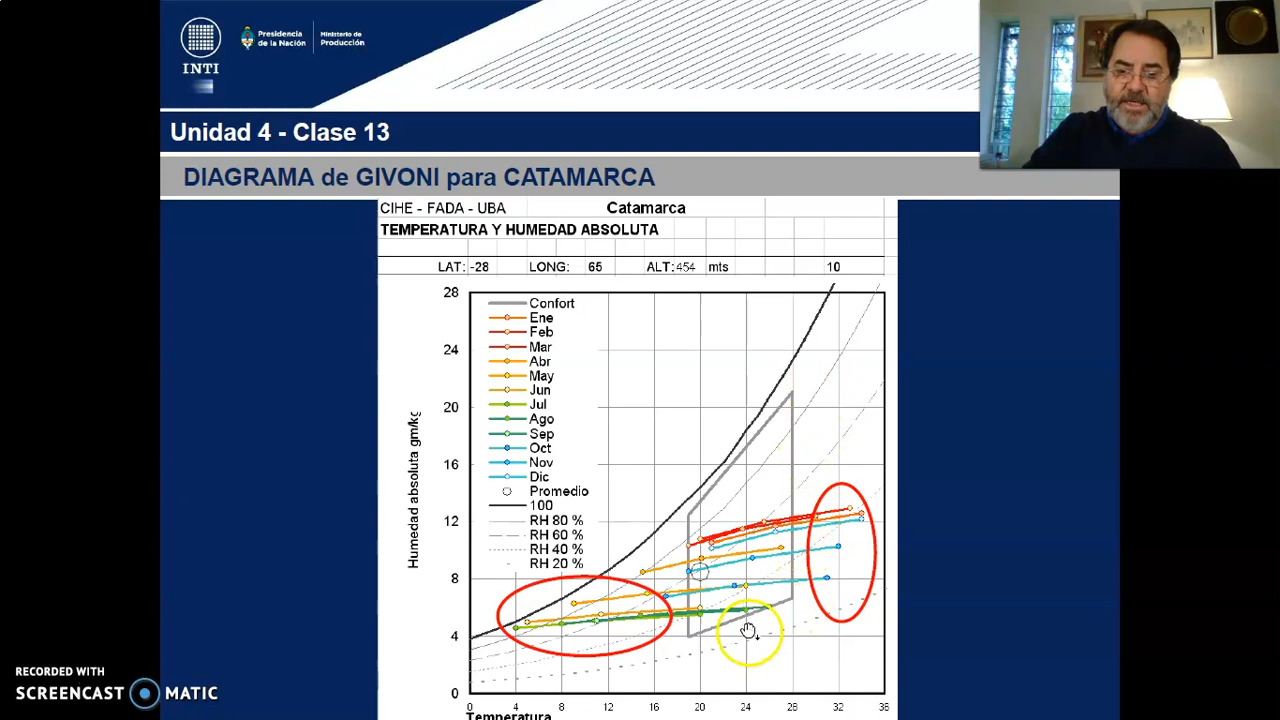 INTI
Presidencia
de la Nación
Ministerio de
Producción
Unidad 4 - Clase 13
DIAGRAMA de GIVONI para CATAMARCA
CIHE - FADA - UBA
Catamarca
TEMPERATURA Y HUMEDAD ABSOLUTA
LAT: -28 LONG: 65 ALT: 454 mts 10
28
24
20
16
12
8
4
0
Humedad absoluta gm/kg
Confort
Ene
Feb
Mar
Abr
May
Jun
Jul
Ago
Sep
Oct
Nov
Dic
Promedio
100
RH 80 %
RH 60 %
RH 40 %
RH 20 %
0 4 8 12 16 20 24 28 32 36
Temperatura
RECORDED WITH
SCREENCAST MATIC